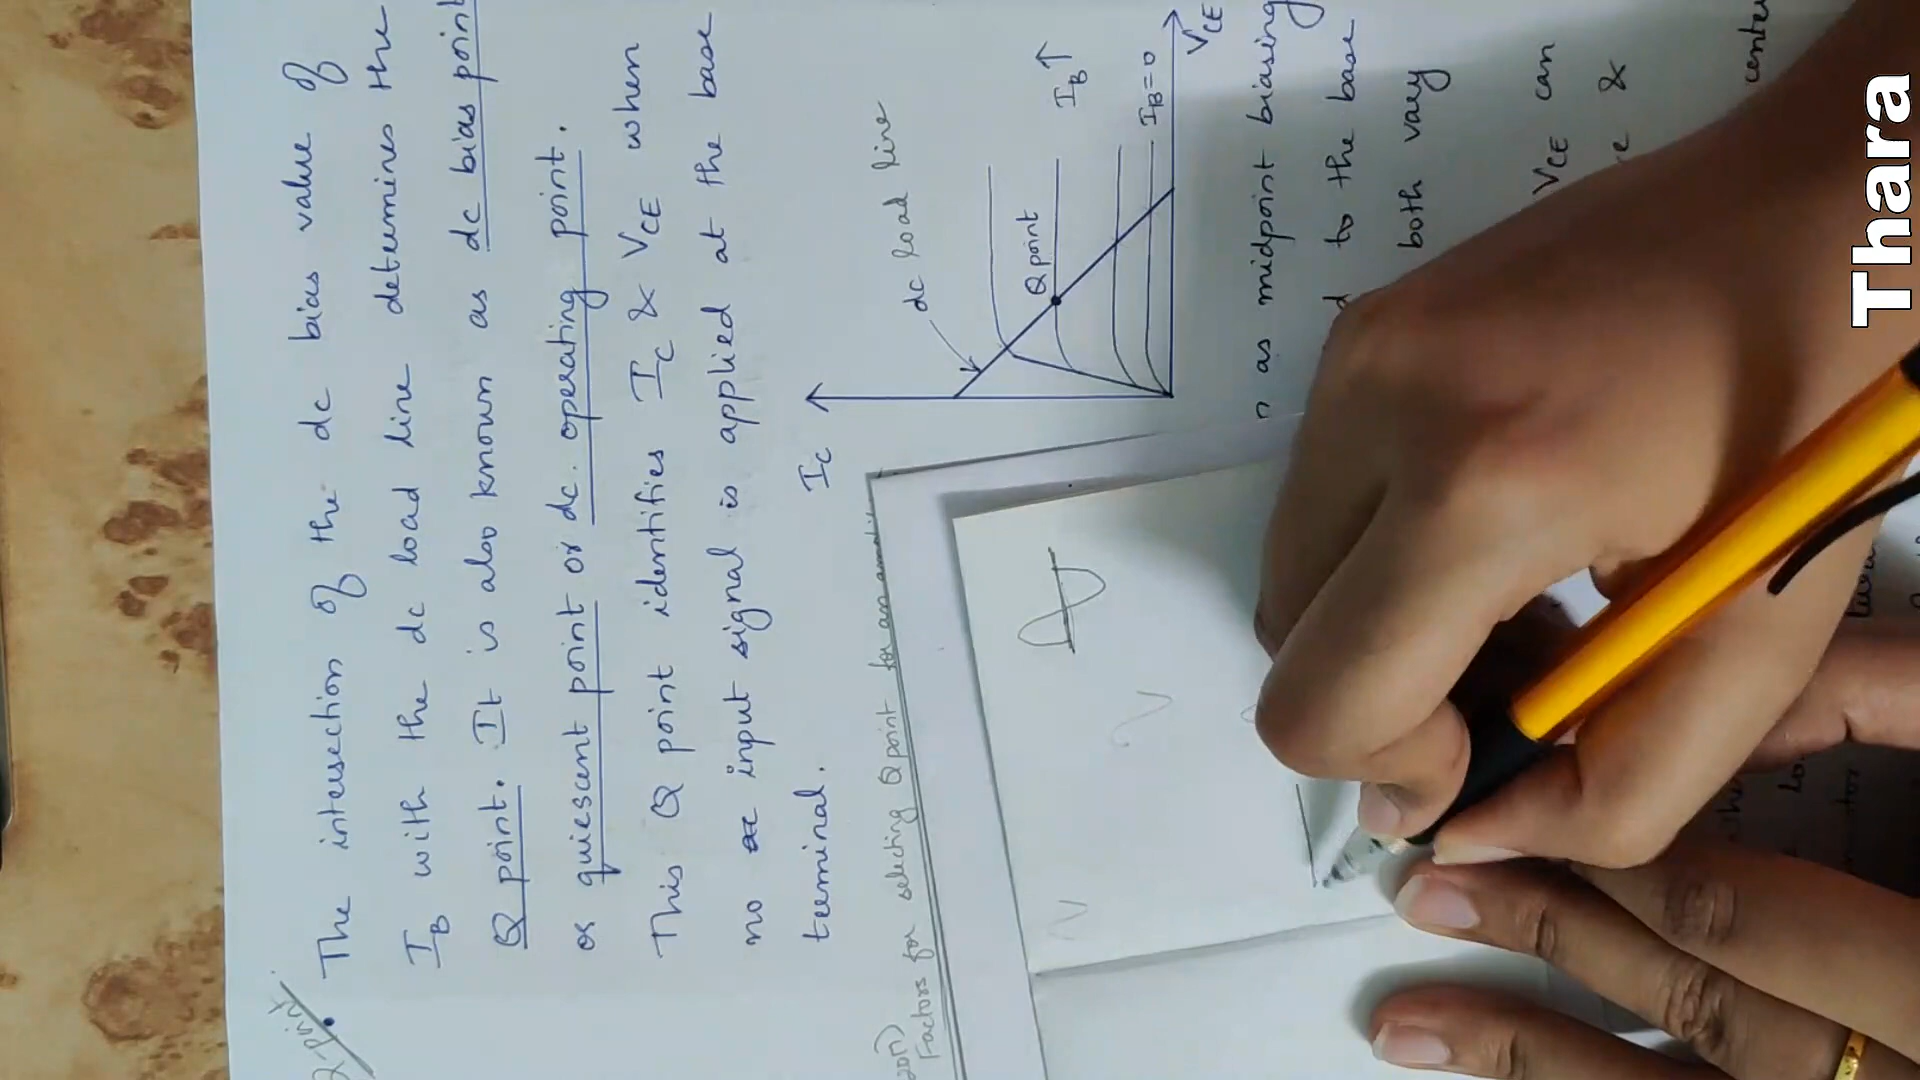 Q-Point
The intersection of the dc bias value of
IB with the dc load line determines the
Q point. It is also known as dc bias point
or quiescent point or dc. operating point.
This Q point identifies IC & VCE when
no ac input signal is applied at the base
terminal.
IC
dc load line
Q point
IB↑
IB=0
VCE
Factors for selecting Q point for an
as midpoint biasing
to the base
both vary
VCE can
&
center
Thara